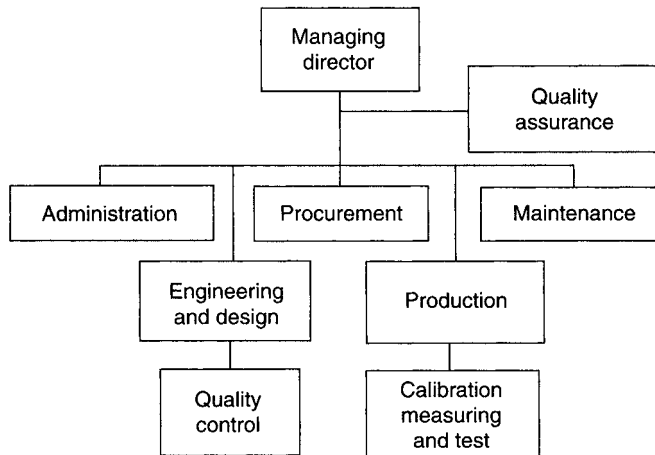 Managing
director
Quality
assurance
Administration
Procurement
Maintenance
Engineering
and design
Production
Quality
control
Calibration
measuring
and test